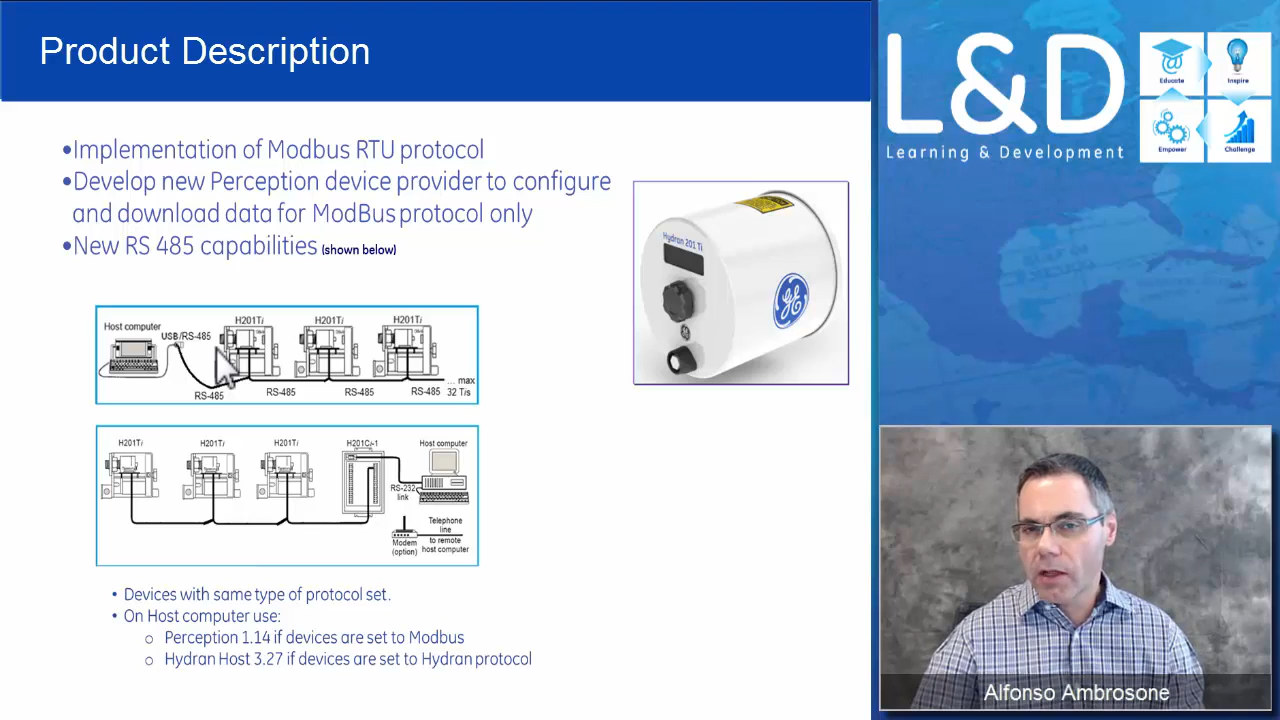 Product Description
•Implementation of Modbus RTU protocol
•Develop new Perception device provider to configure
and download data for ModBus protocol only
•New RS 485 capabilities (shown below)
Hydran 201 Ti
Host computer
USB/RS-485
H201Ti
H201Ti
H201Ti
RS-485
RS-485
RS-485
RS-485
... max
32 Tis
H201Ti
H201Ti
H201Ti
H201Ci-1
Host computer
RS-232
link
Modem
(option)
Telephone
line
to remote
host computer
• Devices with same type of protocol set.
• On Host computer use:
o Perception 1.14 if devices are set to Modbus
o Hydran Host 3.27 if devices are set to Hydran protocol
L&D
Learning & Development
Educate
Inspire
Empower
Challenge
Alfonso Ambrosone